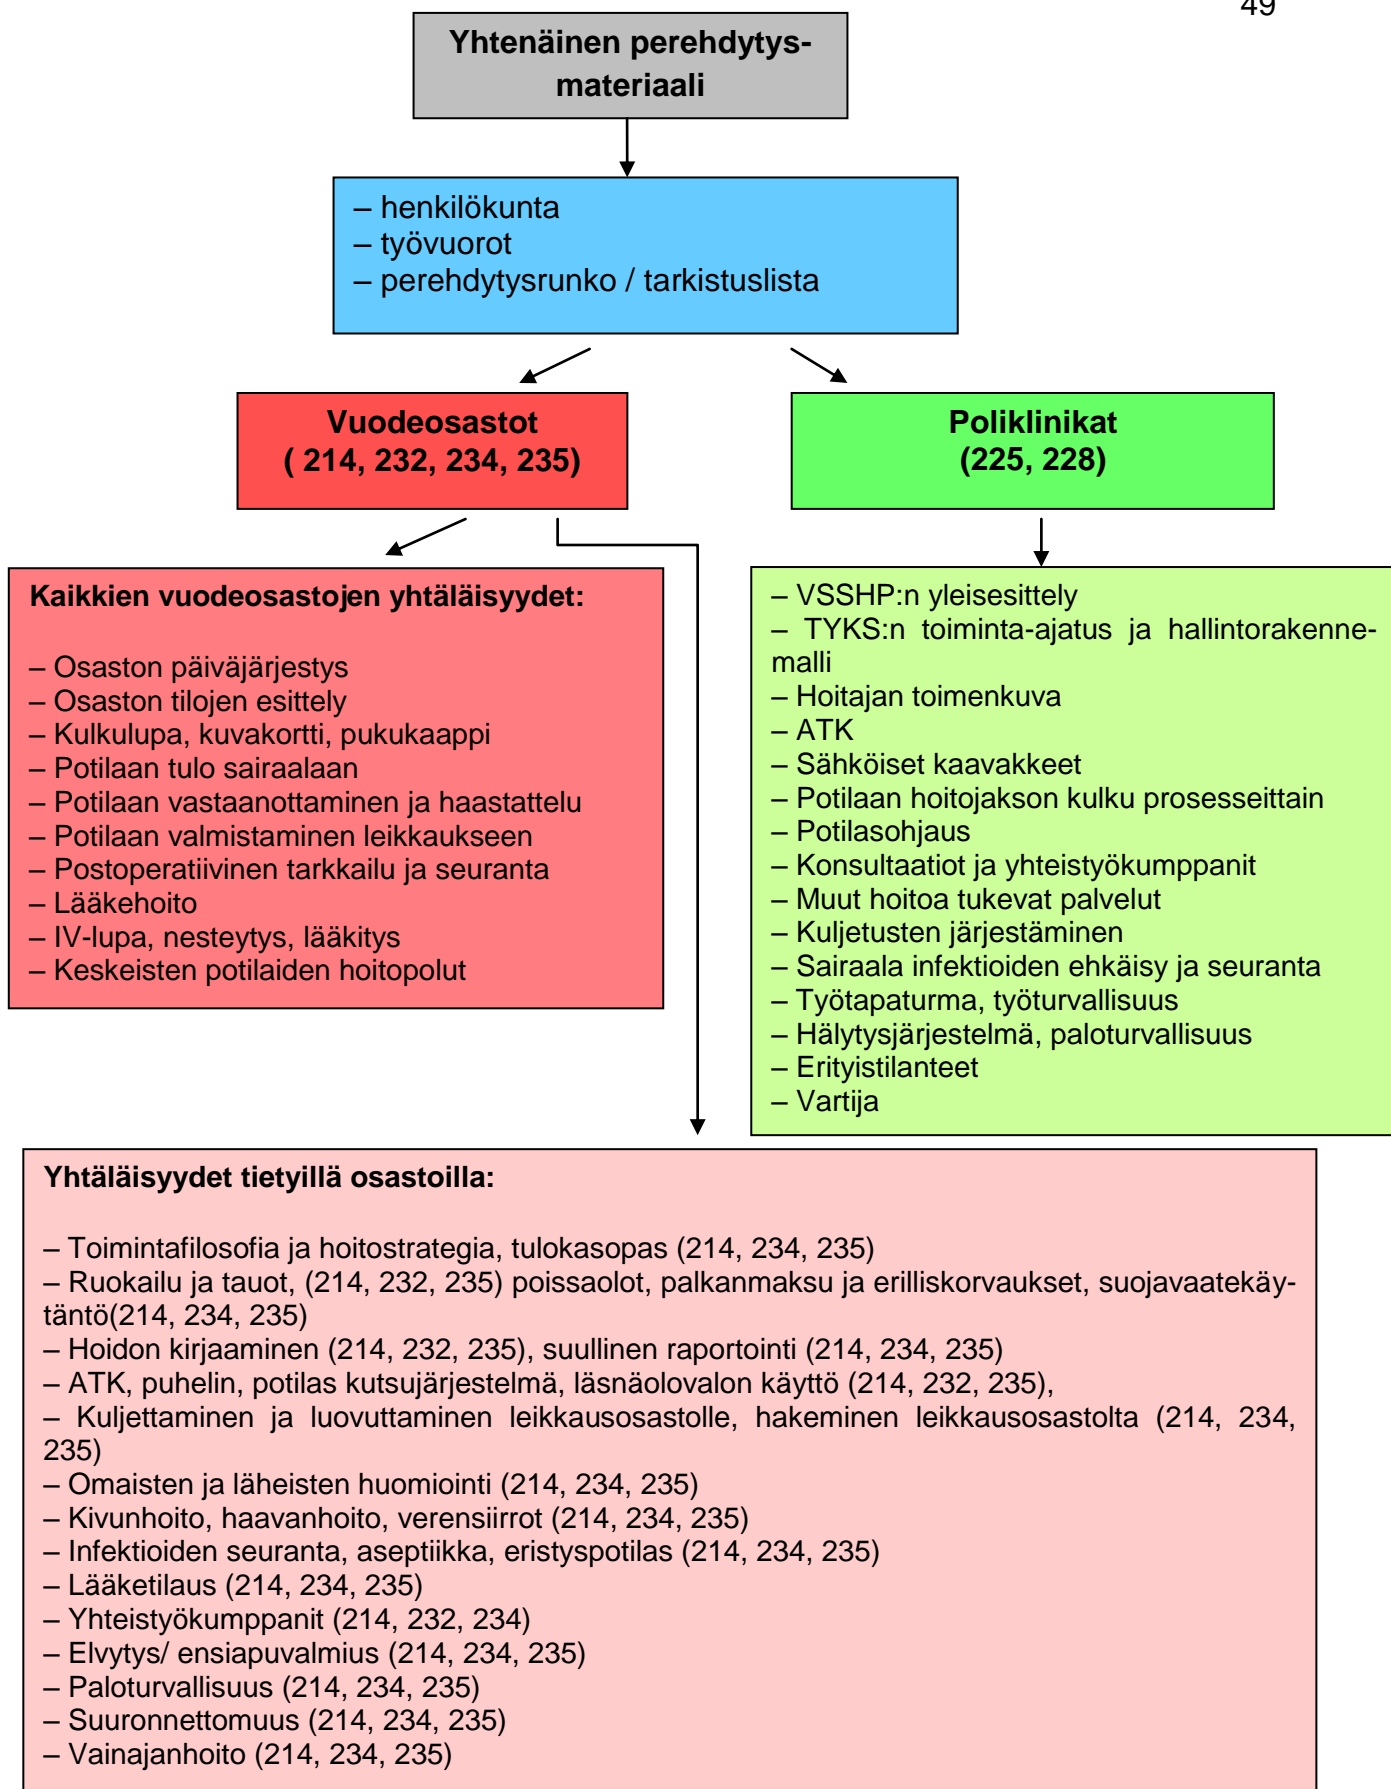 49
Yhtenäinen perehdytys-
materiaali
– henkilökunta
– työvuorot
– perehdytysrunko / tarkistuslista
Vuodeosastot
( 214, 232, 234, 235)
Poliklinikat
(225, 228)
Kaikkien vuodeosastojen yhtäläisyydet:
– Osaston päiväjärjestys
– Osaston tilojen esittely
– Kulkulupa, kuvakortti, pukukaappi
– Potilaan tulo sairaalaan
– Potilaan vastaanottaminen ja haastattelu
– Potilaan valmistaminen leikkaukseen
– Postoperatiivinen tarkkailu ja seuranta
– Lääkehoito
– IV-lupa, nesteytys, lääkitys
– Keskeisten potilaiden hoitopolut
– VSSHP:n yleisesittely
– TYKS:n toiminta-ajatus ja hallintorakenne-
malli
– Hoitajan toimenkuva
– ATK
– Sähköiset kaavakkeet
– Potilaan hoitojakson kulku prosesseittain
– Potilasohjaus
– Konsultaatiot ja yhteistyökumppanit
– Muut hoitoa tukevat palvelut
– Kuljetusten järjestäminen
– Sairaala infektioiden ehkäisy ja seuranta
– Työtapaturma, työturvallisuus
– Hälytysjärjestelmä, paloturvallisuus
– Erityistilanteet
– Vartija
Yhtäläisyydet tietyillä osastoilla:
– Toimintafilosofia ja hoitostrategia, tulokasopas (214, 234, 235)
– Ruokailu ja tauot, (214, 232, 235) poissaolot, palkanmaksu ja erilliskorvaukset, suojavaatekäy-
täntö(214, 234, 235)
– Hoidon kirjaaminen (214, 232, 235), suullinen raportointi (214, 234, 235)
– ATK, puhelin, potilas kutsujärjestelmä, läsnäolovalon käyttö (214, 232, 235),
– Kuljettaminen ja luovuttaminen leikkausosastolle, hakeminen leikkausosastolta (214, 234,
235)
– Omaisten ja läheisten huomiointi (214, 234, 235)
– Kivunhoito, haavanhoito, verensiirrot (214, 234, 235)
– Infektioiden seuranta, aseptiikka, eristyspotilas (214, 234, 235)
– Lääketilaus (214, 234, 235)
– Yhteistyökumppanit (214, 232, 234)
– Elvytys/ ensiapuvalmius (214, 234, 235)
– Paloturvallisuus (214, 234, 235)
– Suuronnettomuus (214, 234, 235)
– Vainajanhoito (214, 234, 235)